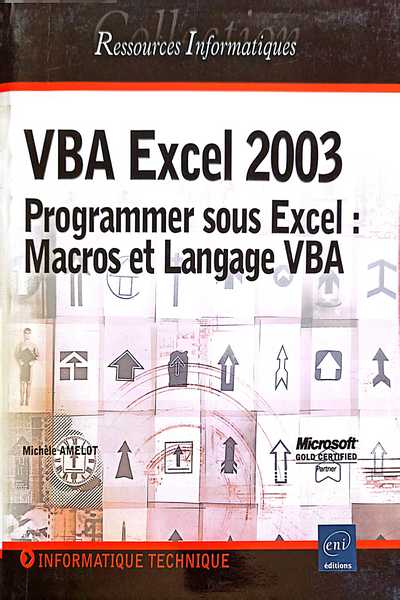 Collection
Ressources Informatiques
VBA Excel 2003
Programmer sous Excel :
Macros et Langage VBA
Michèle AMELOT
Microsoft
GOLD CERTIFIED
Partner
INFORMATIQUE TECHNIQUE
eni
éditions